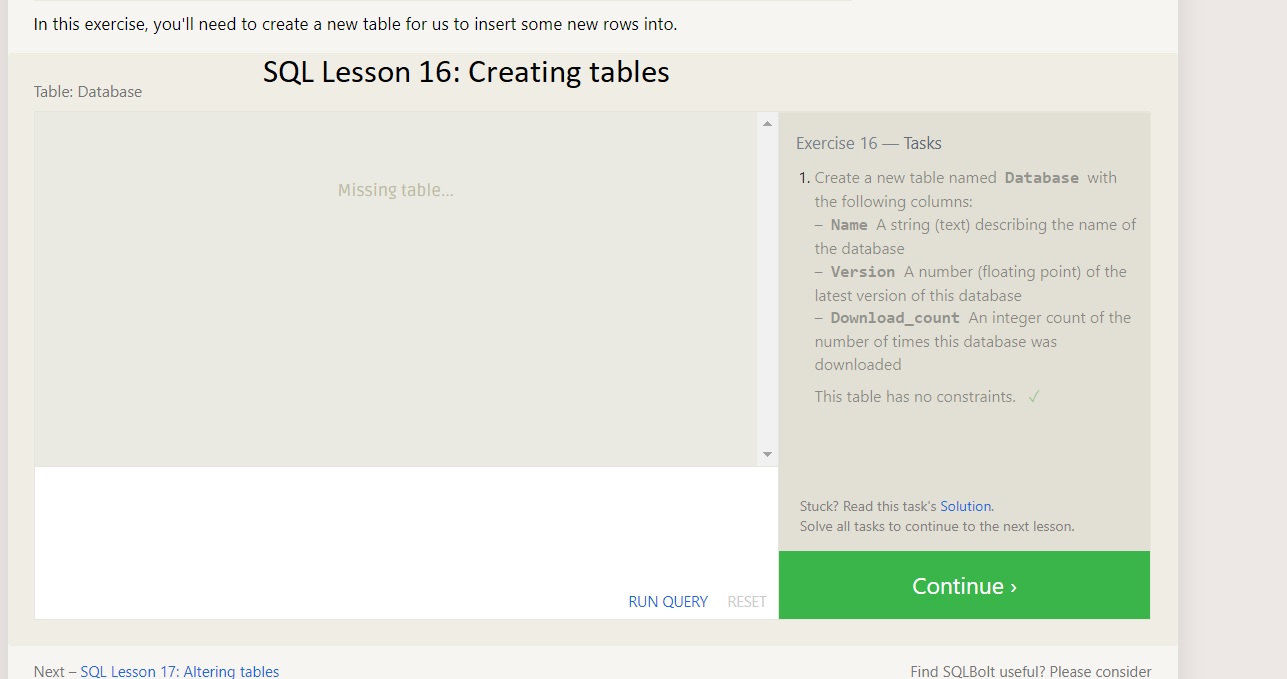 In this exercise, you'll need to create a new table for us to insert some new rows into.
SQL Lesson 16: Creating tables
Table: Database
Missing table…
Exercise 16 — Tasks
1. Create a new table named Database with
the following columns:
– Name A string (text) describing the name of
the database
– Version A number (floating point) of the
latest version of this database
– Download_count An integer count of the
number of times this database was
downloaded
This table has no constraints. ✓
Stuck? Read this task's Solution.
Solve all tasks to continue to the next lesson.
RUN QUERY RESET
Continue ›
Next – SQL Lesson 17: Altering tables
Find SQLBolt useful? Please consider